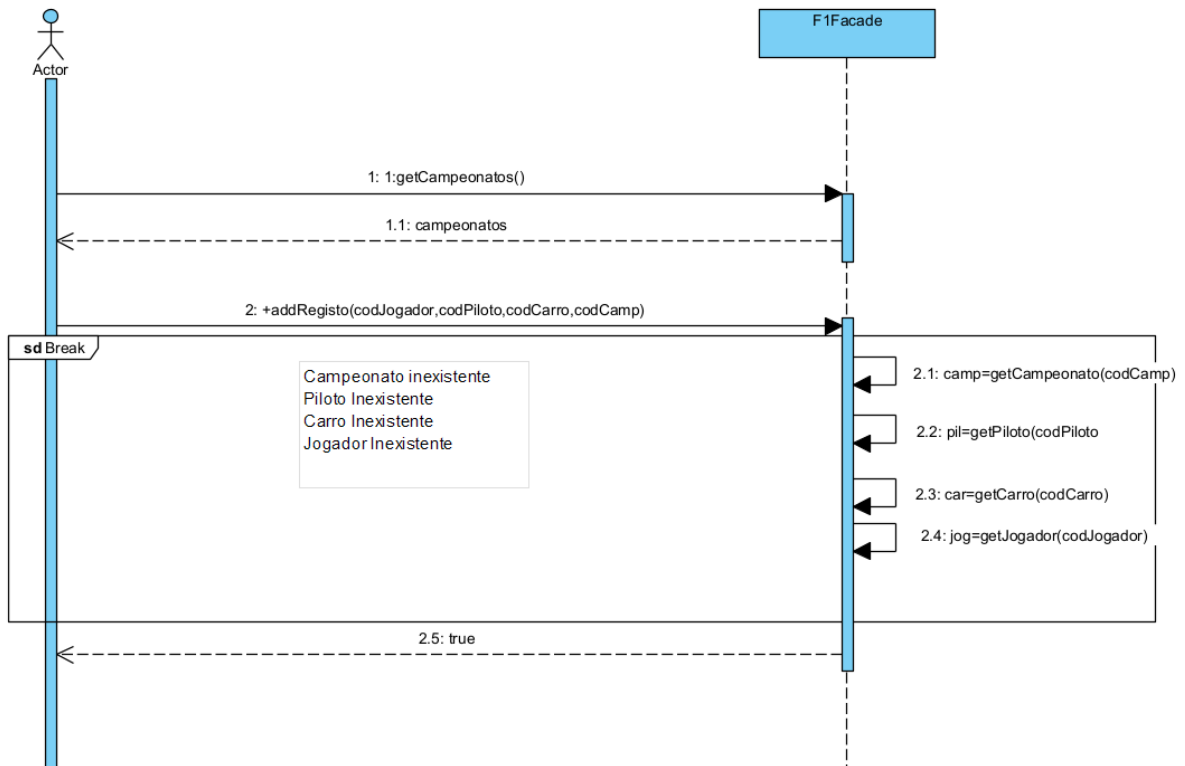 F1Facade
Actor
1: 1:getCampeonatos()
1.1: campeonatos
2: +addRegisto(codJogador,codPiloto,codCarro,codCamp)
sd Break
Campeonato inexistente
Piloto Inexistente
Carro Inexistente
Jogador Inexistente
2.1: camp=getCampeonato(codCamp)
2.2: pil=getPiloto(codPiloto
2.3: car=getCarro(codCarro)
2.4: jog=getJogador(codJogador)
2.5: true